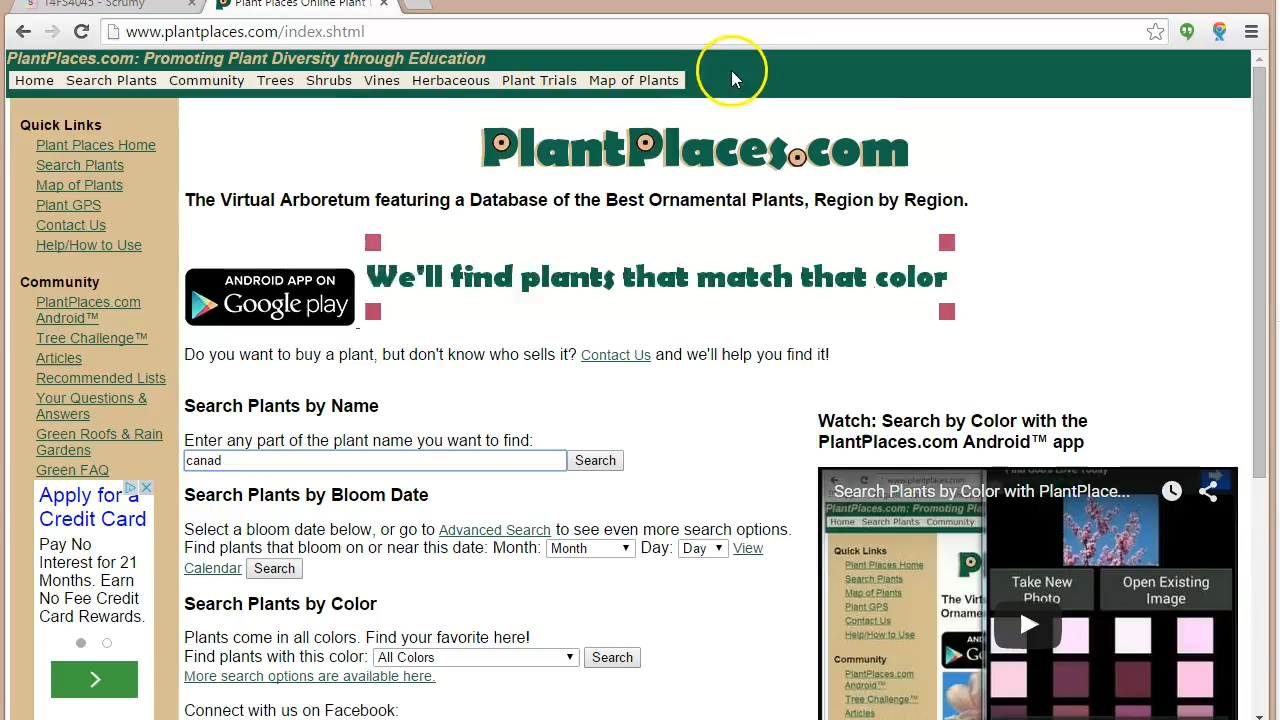 14FS4045 - Scrumy
Plant Places Online Plant
www.plantplaces.com/index.shtml
PlantPlaces.com: Promoting Plant Diversity through Education
Home Search Plants Community Trees Shrubs Vines Herbaceous Plant Trials Map of Plants
Quick Links
Plant Places Home
Search Plants
Map of Plants
Plant GPS
Contact Us
Help/How to Use
Community
PlantPlaces.com
Android™
Tree Challenge™
Articles
Recommended Lists
Your Questions &
Answers
Green Roofs & Rain
Gardens
Green FAQ
Apply for a
Credit Card
Pay No
Interest for 21
Months. Earn
No Fee Credit
Card Rewards.
PlantPlaces.com
The Virtual Arboretum featuring a Database of the Best Ornamental Plants, Region by Region.
ANDROID APP ON
Google play
We'll find plants that match that color
Do you want to buy a plant, but don't know who sells it? Contact Us and we'll help you find it!
Search Plants by Name
Enter any part of the plant name you want to find:
canad
Search
Search Plants by Bloom Date
Select a bloom date below, or go to Advanced Search to see even more search options.
Find plants that bloom on or near this date: Month: Month Day: Day View
Calendar Search
Search Plants by Color
Plants come in all colors. Find your favorite here!
Find plants with this color: All Colors Search
More search options are available here.
Connect with us on Facebook:
Watch: Search by Color with the
PlantPlaces.com Android™ app
Search Plants by Color with PlantPlace...
www.plantplaces.com
PlantPlaces.com: Promoting Plant
Home Search Plants Community
Quick Links
Plant Places Home
Search Plants
Map of Plants
Plant GPS
Contact Us
Help/How to Use
Community
PlantPlaces.com
Android™
Tree Challenge™
Articles
The Virt
Ornamen
Take New
Photo
Open Existing
Image